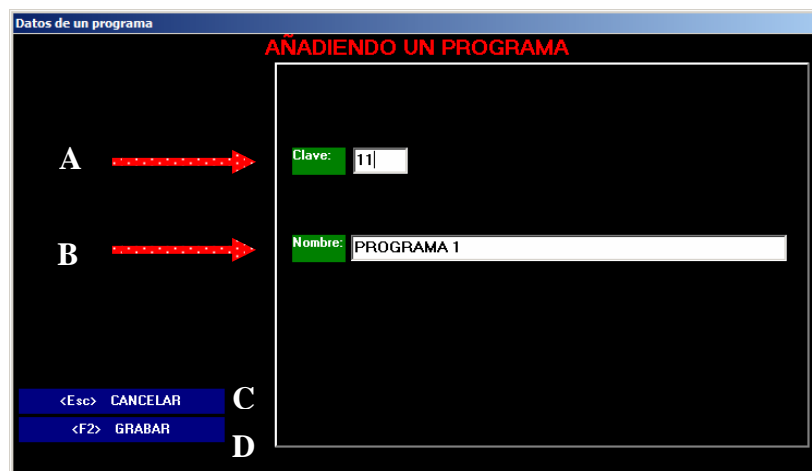 Datos de un programa
AÑADIENDO UN PROGRAMA
A
Clave: 11
B
Nombre: PROGRAMA 1
<Esc> CANCELAR C
<F2> GRABAR
D